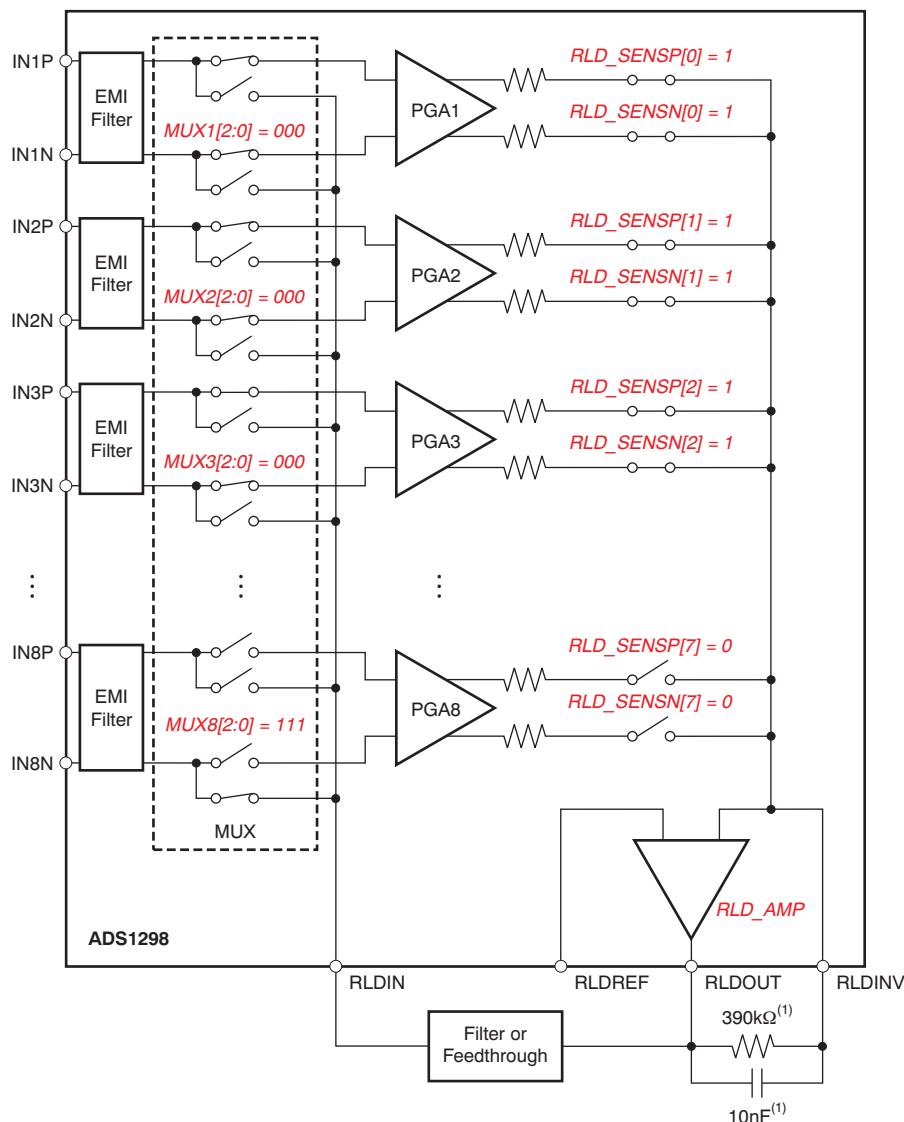 IN1P
EMI
Filter
IN1N
MUX1[2:0] = 000
PGA1
RLD_SENSP[0] = 1
RLD_SENSN[0] = 1
IN2P
EMI
Filter
IN2N
MUX2[2:0] = 000
PGA2
RLD_SENSP[1] = 1
RLD_SENSN[1] = 1
IN3P
EMI
Filter
IN3N
MUX3[2:0] = 000
PGA3
RLD_SENSP[2] = 1
RLD_SENSN[2] = 1
IN8P
EMI
Filter
IN8N
MUX8[2:0] = 111
PGA8
RLD_SENSP[7] = 0
RLD_SENSN[7] = 0
MUX
RLD_AMP
ADS1298
RLDIN
RLDREF
RLDOUT
RLDINV
Filter or
Feedthrough
390kΩ(1)
10nF(1)